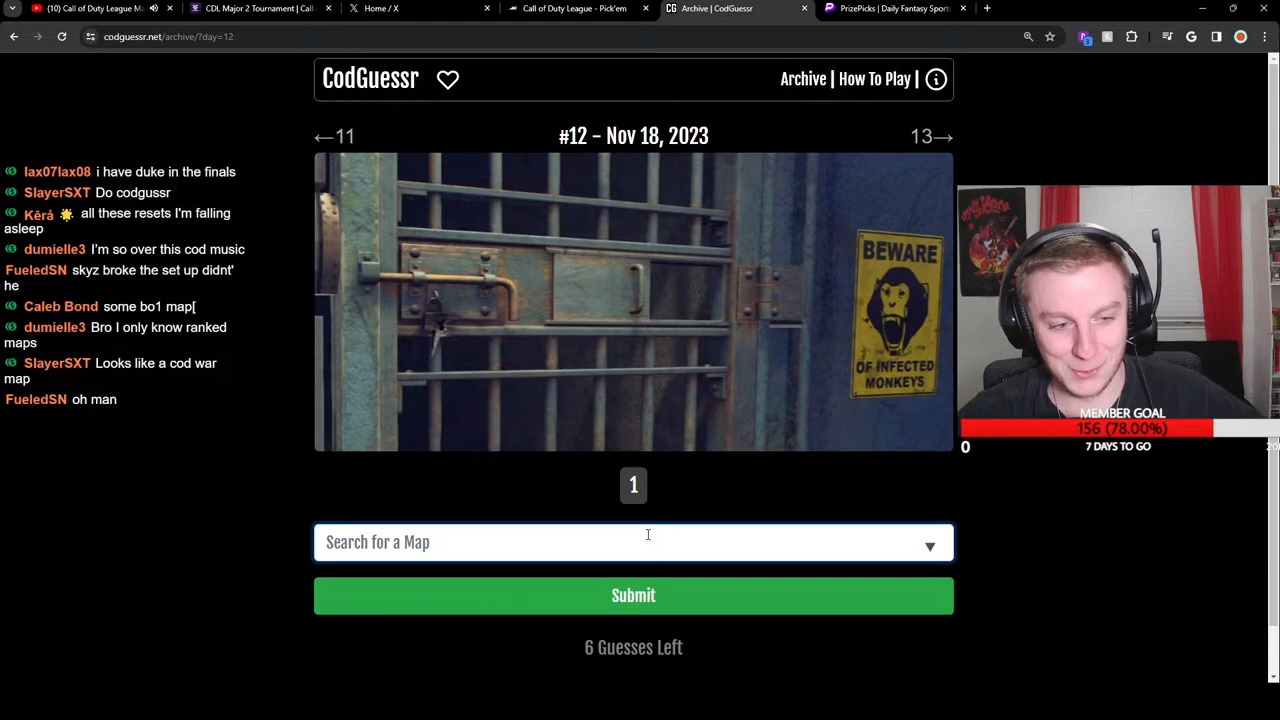 (10) Call of Duty League Ma
CDL Major 2 Tournament | Call
Home / X
Call of Duty League - Pick'em
CG
Archive | CodGuessr
PrizePicks | Daily Fantasy Sport
codguessr.net/archive/?day=12
CodGuessr
Archive | How To Play |
←11
#12 – Nov 18, 2023
13→
lax07lax08 i have duke in the finals
SlayerSXT Do codgussr
Kêrå all these resets I'm falling
asleep
dumielle3 I'm so over this cod music
FueledSN skyz broke the set up didnt'
he
Caleb Bond some bo1 map[
dumielle3 Bro I only know ranked
maps
SlayerSXT Looks like a cod war
map
FueledSN oh man
BEWARE
OF INFECTED
MONKEYS
MEMBER GOAL
156 (78.00%)
0
7 DAYS TO GO
1
Search for a Map
Submit
6 Guesses Left